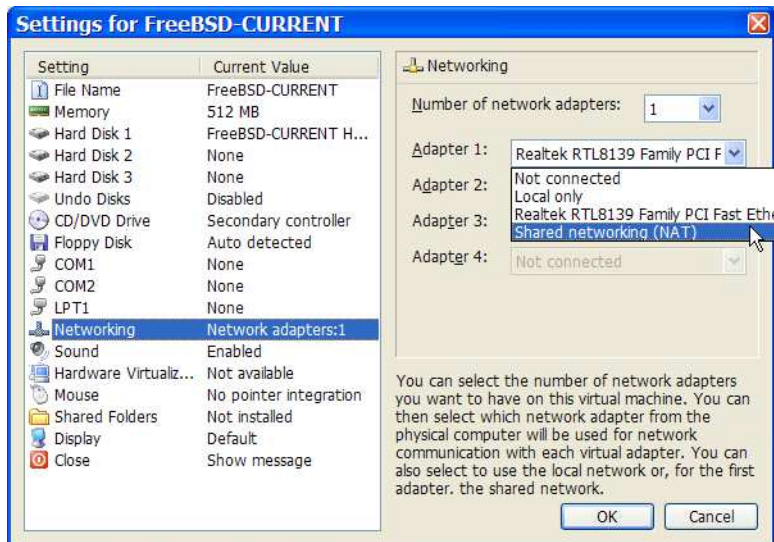 Settings for FreeBSD-CURRENT
Setting Current Value
File Name FreeBSD-CURRENT
Memory 512 MB
Hard Disk 1 FreeBSD-CURRENT H...
Hard Disk 2 None
Hard Disk 3 None
Undo Disks Disabled
CD/DVD Drive Secondary controller
Floppy Disk Auto detected
COM1 None
COM2 None
LPT1 None
Networking Network adapters:1
Sound Enabled
Hardware Virtualiz... Not available
Mouse No pointer integration
Shared Folders Not installed
Display Default
Close Show message
Networking
Number of network adapters: 1
Adapter 1: Realtek RTL8139 Family PCI F
Not connected
Adapter 2:
Local only
Realtek RTL8139 Family PCI Fast Ethe
Adapter 3:
Shared networking (NAT)
Adapter 4: Not connected
You can select the number of network adapters
you want to have on this virtual machine. You can
then select which network adapter from the
physical computer will be used for network
communication with each virtual adapter. You can
also select to use the local network or, for the first
adapter. the shared network.
OK Cancel